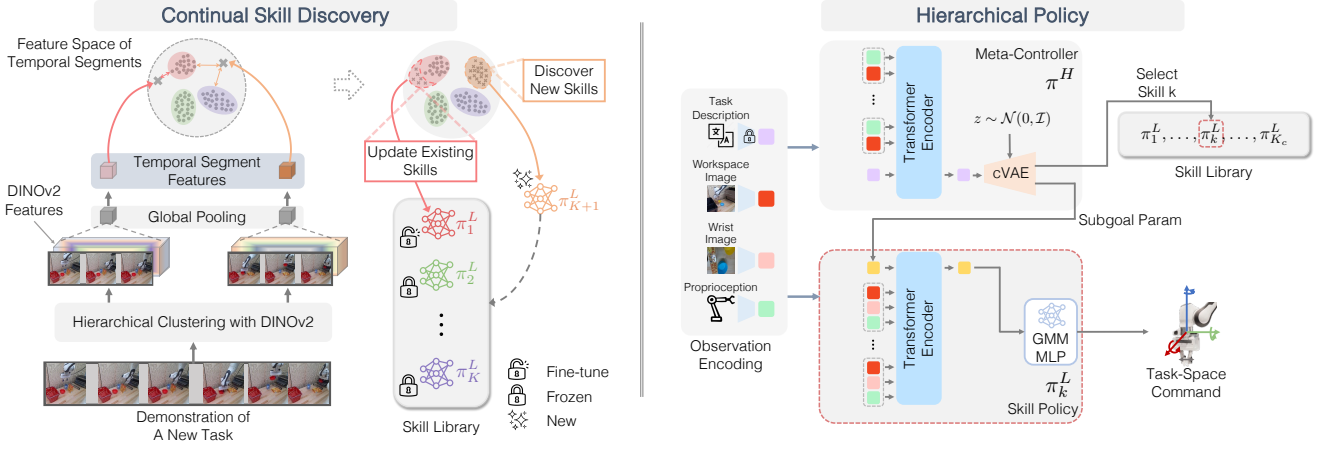 Continual Skill Discovery
Feature Space of
Temporal Segments
Discover
New Skills
Update Existing
Skills
Temporal Segment
Features
DINOv2
Features
Global Pooling
Hierarchical Clustering with DINOv2
Demonstration of
A New Task
π^L_{K+1}
π^L_1
π^L_2
π^L_K
Skill Library
Fine-tune
Frozen
New
Hierarchical Policy
Meta-Controller
π^H
Task
Description
Workspace
Image
Wrist
Image
Proprioception
Observation
Encoding
Transformer
Encoder
z ∼ N(0, I)
cVAE
Select
Skill k
π^L_1, . . . , π^L_k, . . . , π^L_{K_c}
Skill Library
Subgoal Param
Transformer
Encoder
GMM
MLP
π^L_k
Skill Policy
Task-Space
Command